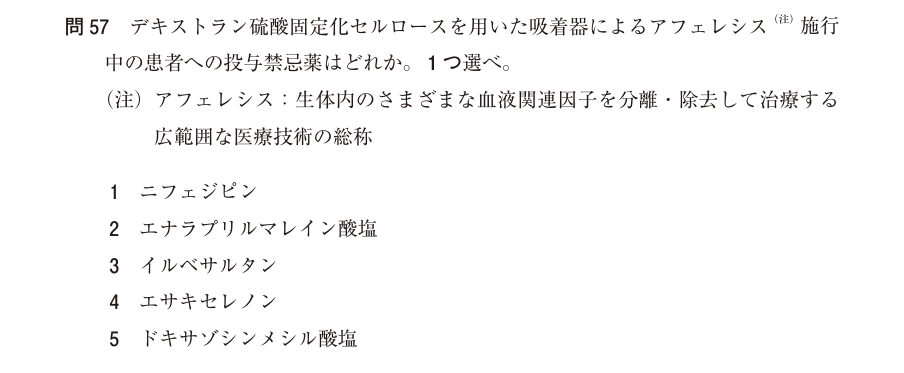 問57 デキストラン硫酸固定化セルロースを用いた吸着器によるアフェレシス(注)施行
中の患者への投与禁忌薬はどれか。1つ選べ。
(注)アフェレシス：生体内のさまざまな血液関連因子を分離・除去して治療する
広範囲な医療技術の総称
1 ニフェジピン
2 エナラプリルマレイン酸塩
3 イルベサルタン
4 エサキセレノン
5 ドキサゾシンメシル酸塩